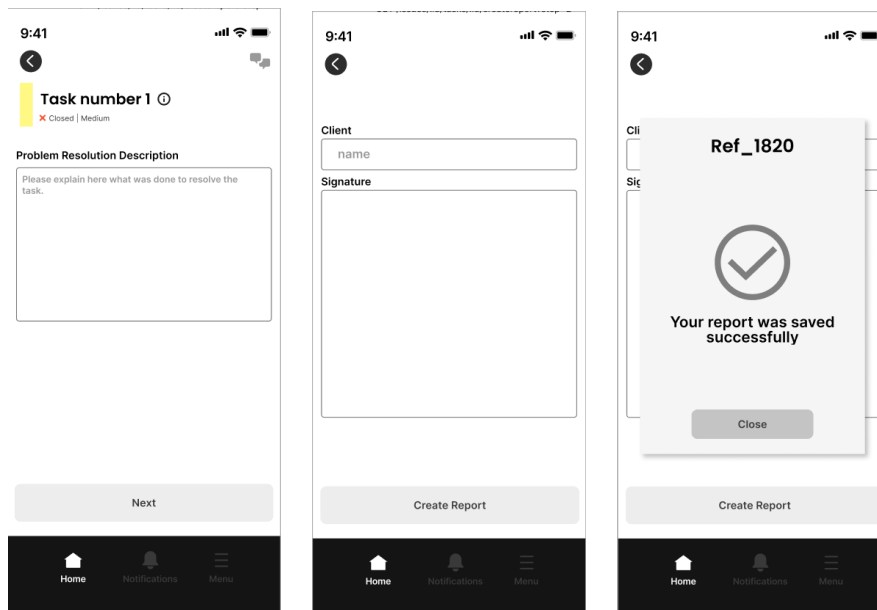 9:41
Task number 1
Closed | Medium
Problem Resolution Description
Please explain here what was done to resolve the
task.
Next
Home
Notifications
Menu
9:41
Client
name
Signature
Create Report
Home
Notifications
Menu
9:41
Cli
Sig
Ref_1820
Your report was saved
successfully
Close
Create Report
Home
Notifications
Menu